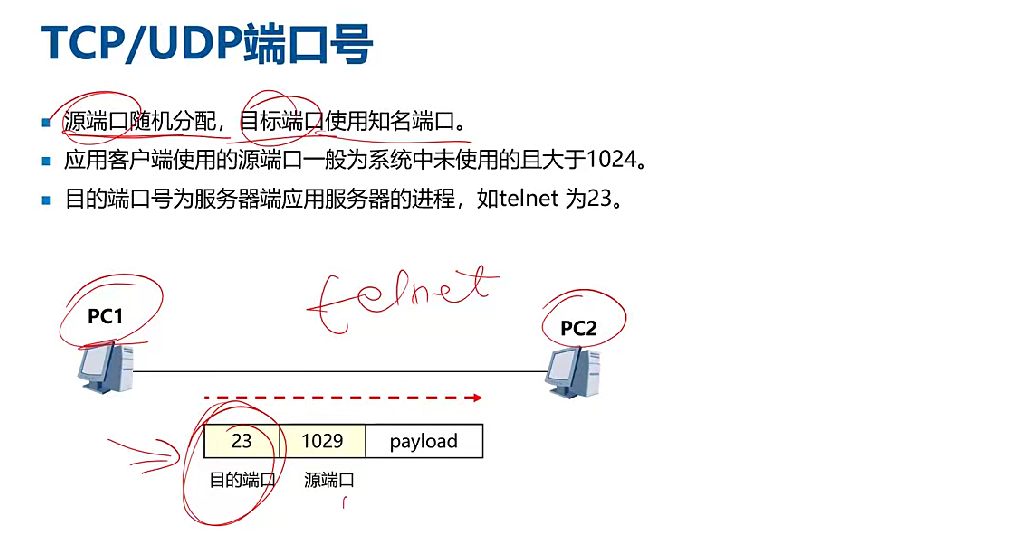 TCP/UDP端口号
源端口随机分配，目标端口使用知名端口。
应用客户端使用的源端口一般为系统中未使用的且大于1024。
目的端口号为服务器端应用服务器的进程，如telnet 为23。
telnet
PC1
PC2
23 1029 payload
目的端口 源端口